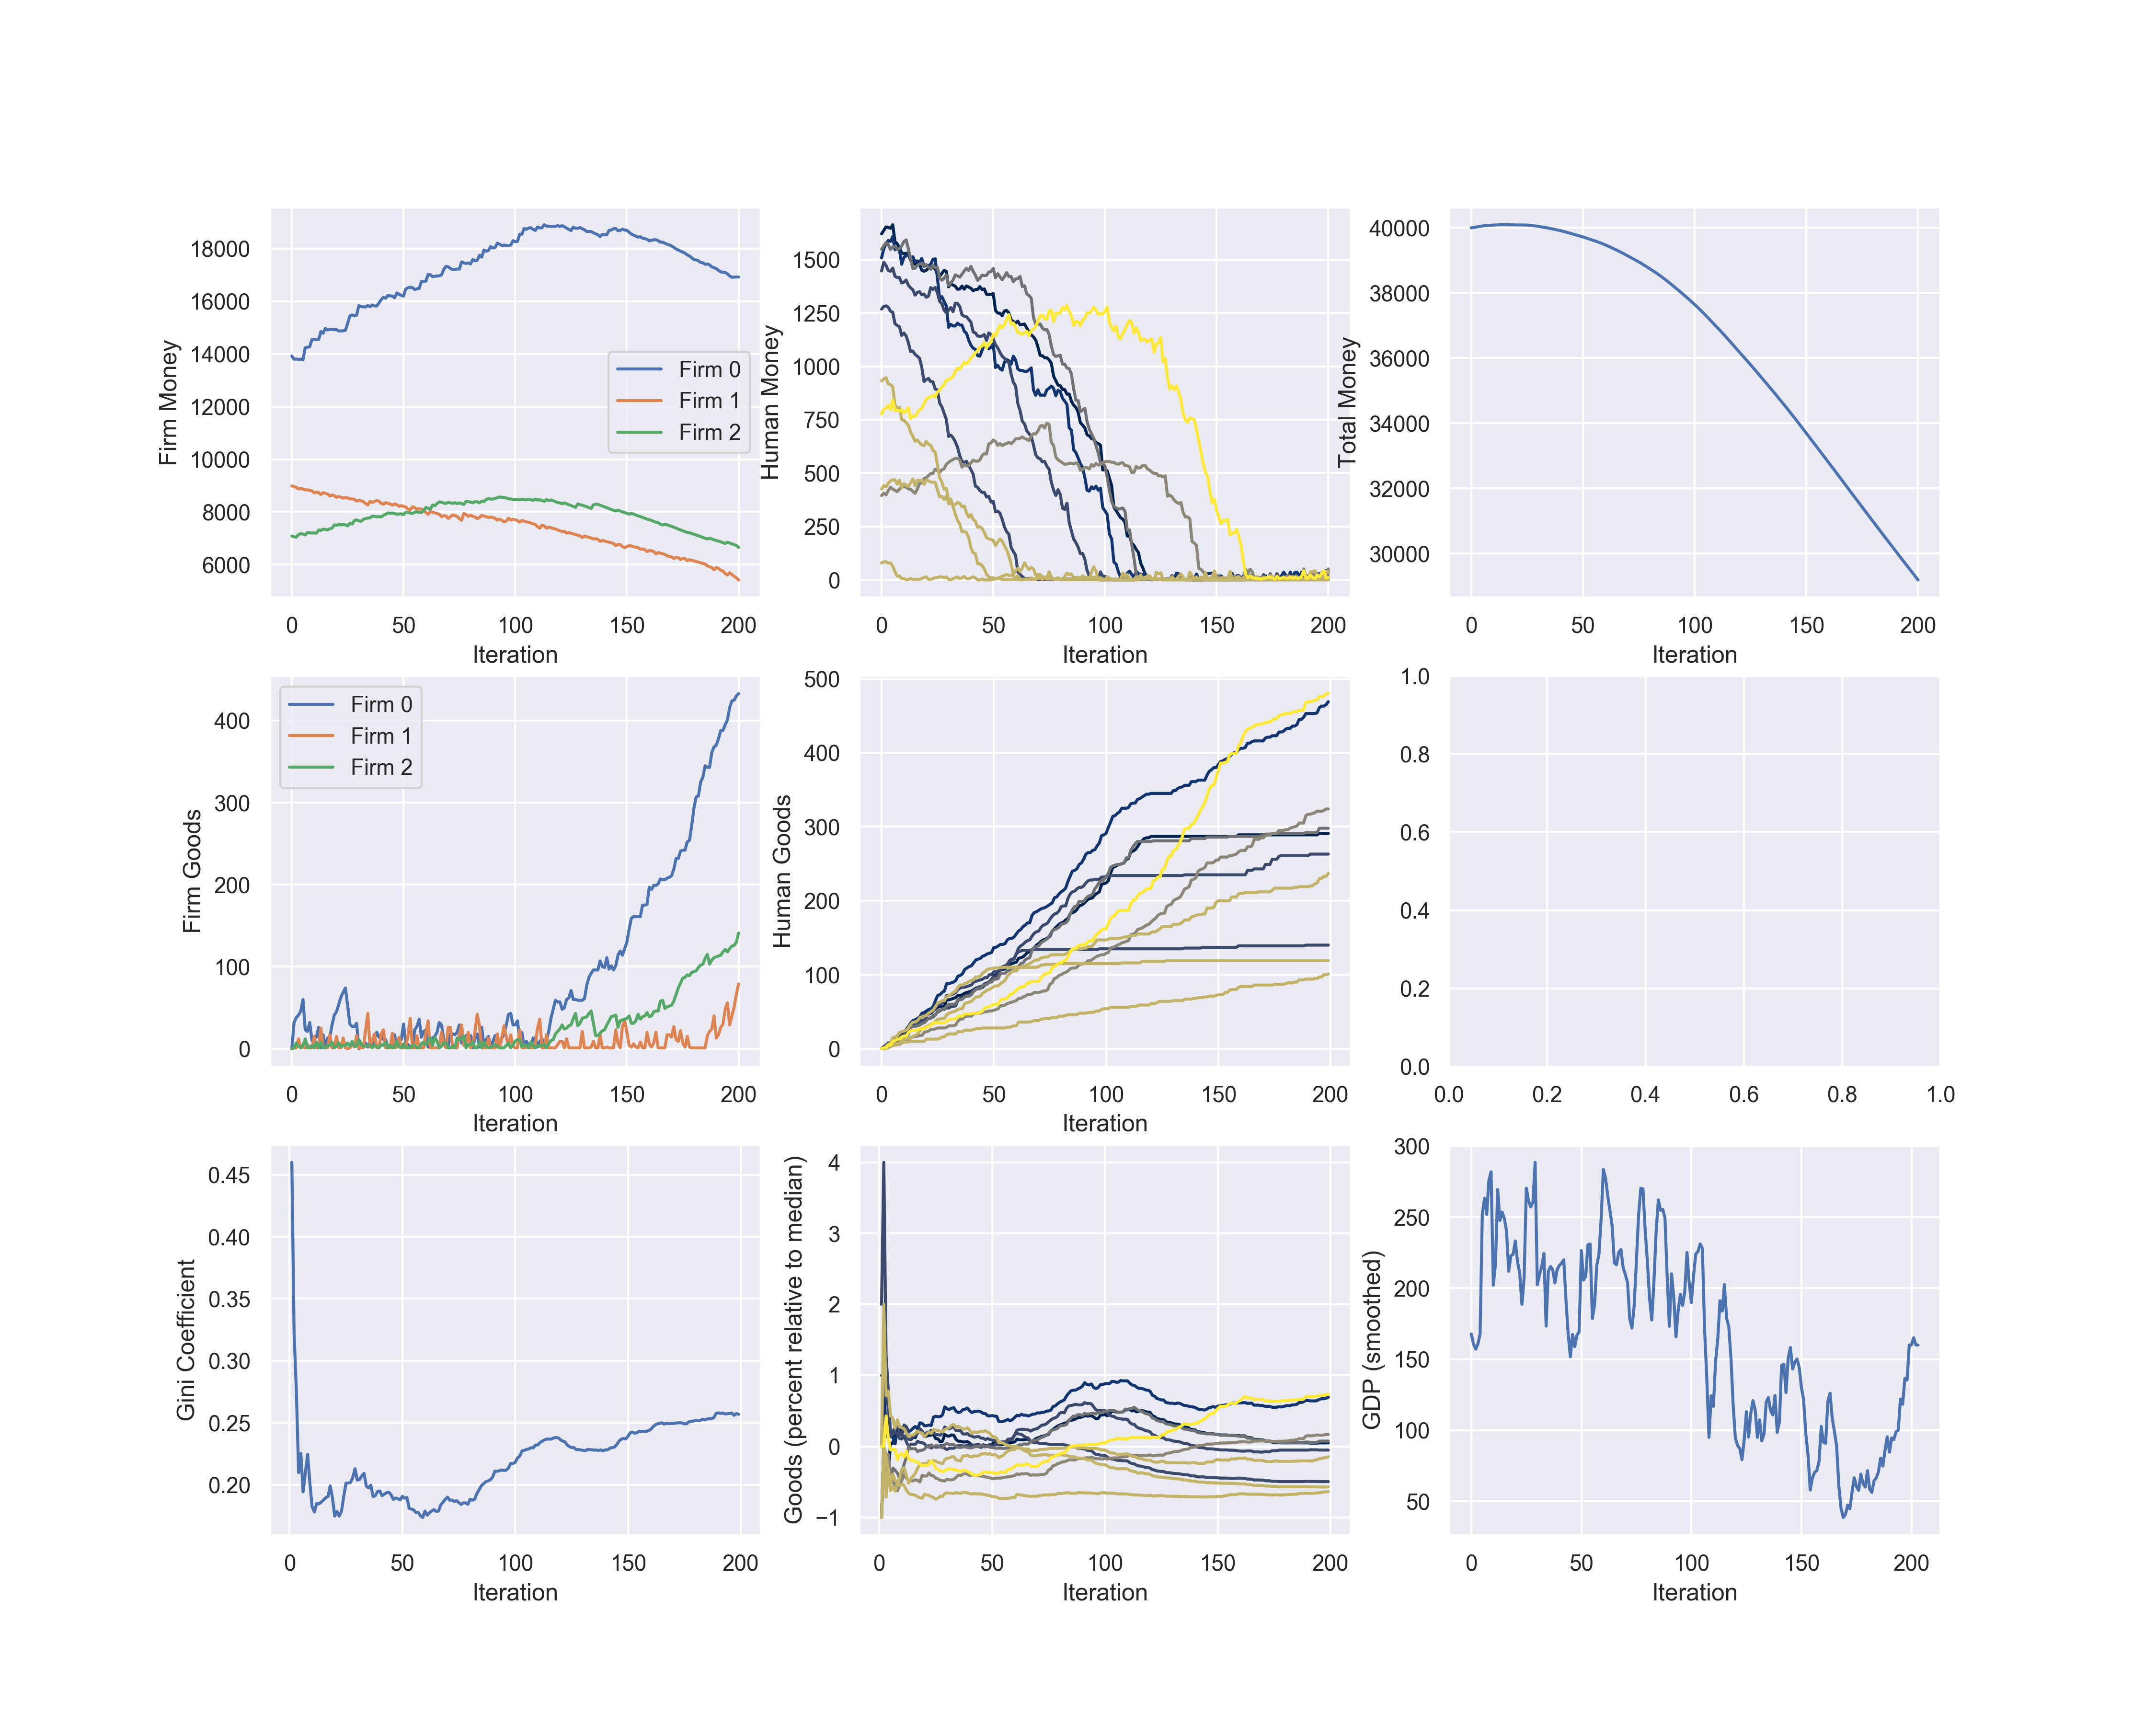 Firm Money
18000
16000
14000
12000
10000
8000
6000
Firm 0
Firm 1
Firm 2
0 50 100 150 200
Iteration
Human Money
1500
1250
1000
750
500
250
0
0 50 100 150 200
Iteration
Total Money
40000
38000
36000
34000
32000
30000
0 50 100 150 200
Iteration
Firm Goods
400
300
200
100
0
Firm 0
Firm 1
Firm 2
0 50 100 150 200
Iteration
Human Goods
500
400
300
200
100
0
0 50 100 150 200
Iteration
1.0
0.8
0.6
0.4
0.2
0.0
0.0 0.2 0.4 0.6 0.8 1.0
Gini Coefficient
0.45
0.40
0.35
0.30
0.25
0.20
0 50 100 150 200
Iteration
Goods (percent relative to median)
4
3
2
1
0
−1
0 50 100 150 200
Iteration
GDP (smoothed)
300
250
200
150
100
50
0 50 100 150 200
Iteration